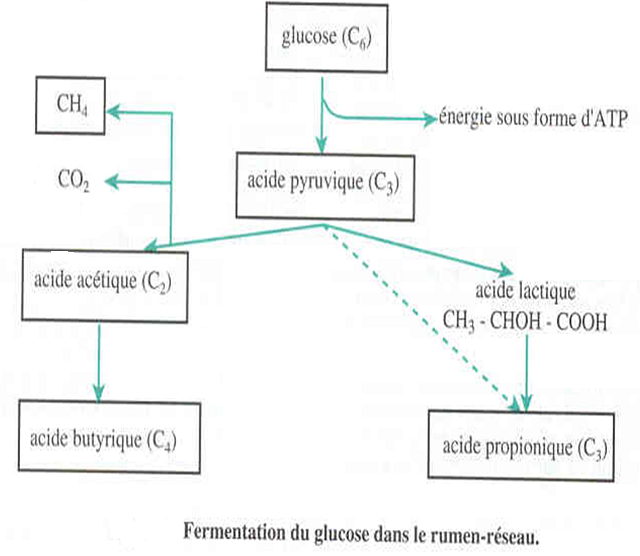 glucose (C₆)
CH₄
énergie sous forme d'ATP
CO₂
acide pyruvique (C₃)
acide acétique (C₂)
acide lactique
CH₃ - CHOH - COOH
acide butyrique (C₄)
acide propionique (C₃)
Fermentation du glucose dans le rumen-réseau.